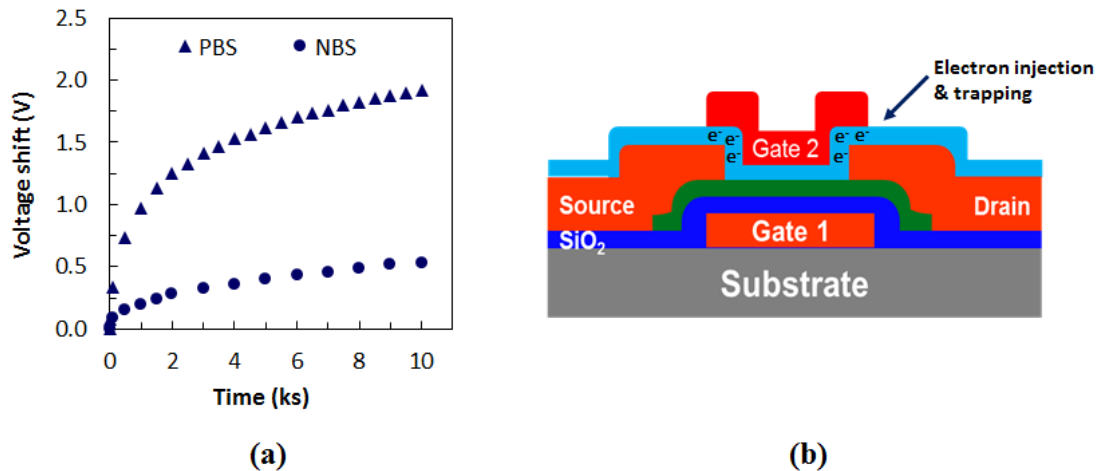 2.5
2.0
1.5
1.0
0.5
0.0
Voltage shift (V)
PBS NBS
0 2 4 6 8 10
Time (ks)
(a)
Electron injection
& trapping
e- e- e- e- e- e-
Gate 2
Source Drain
Gate 1
SiO2
Substrate
(b)